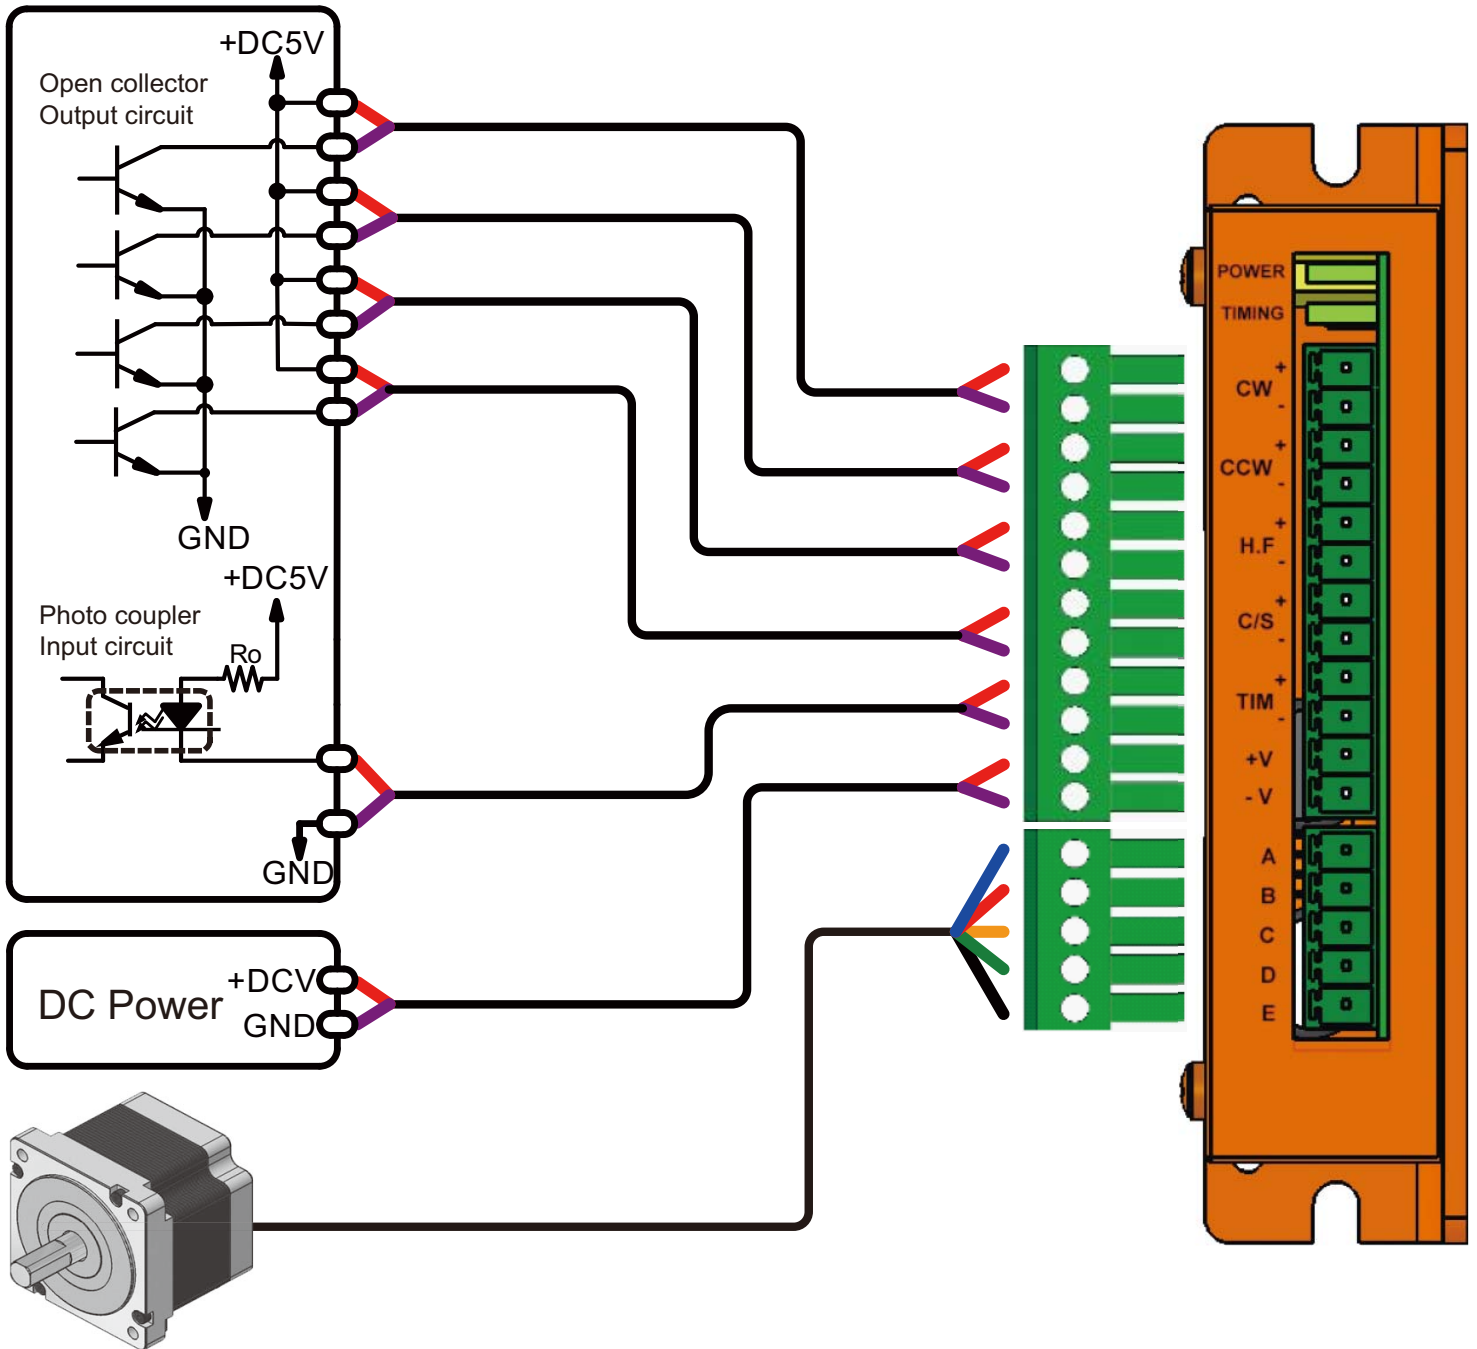 +DC5V
Open collector
Output circuit
GND
+DC5V
Photo coupler
Input circuit
Ro
GND
DC Power
+DCV
GND
POWER
TIMING
CW
+
-
CCW
+
-
H.F
+
-
C/S
+
-
TIM
+
-
+V
- V
A
B
C
D
E